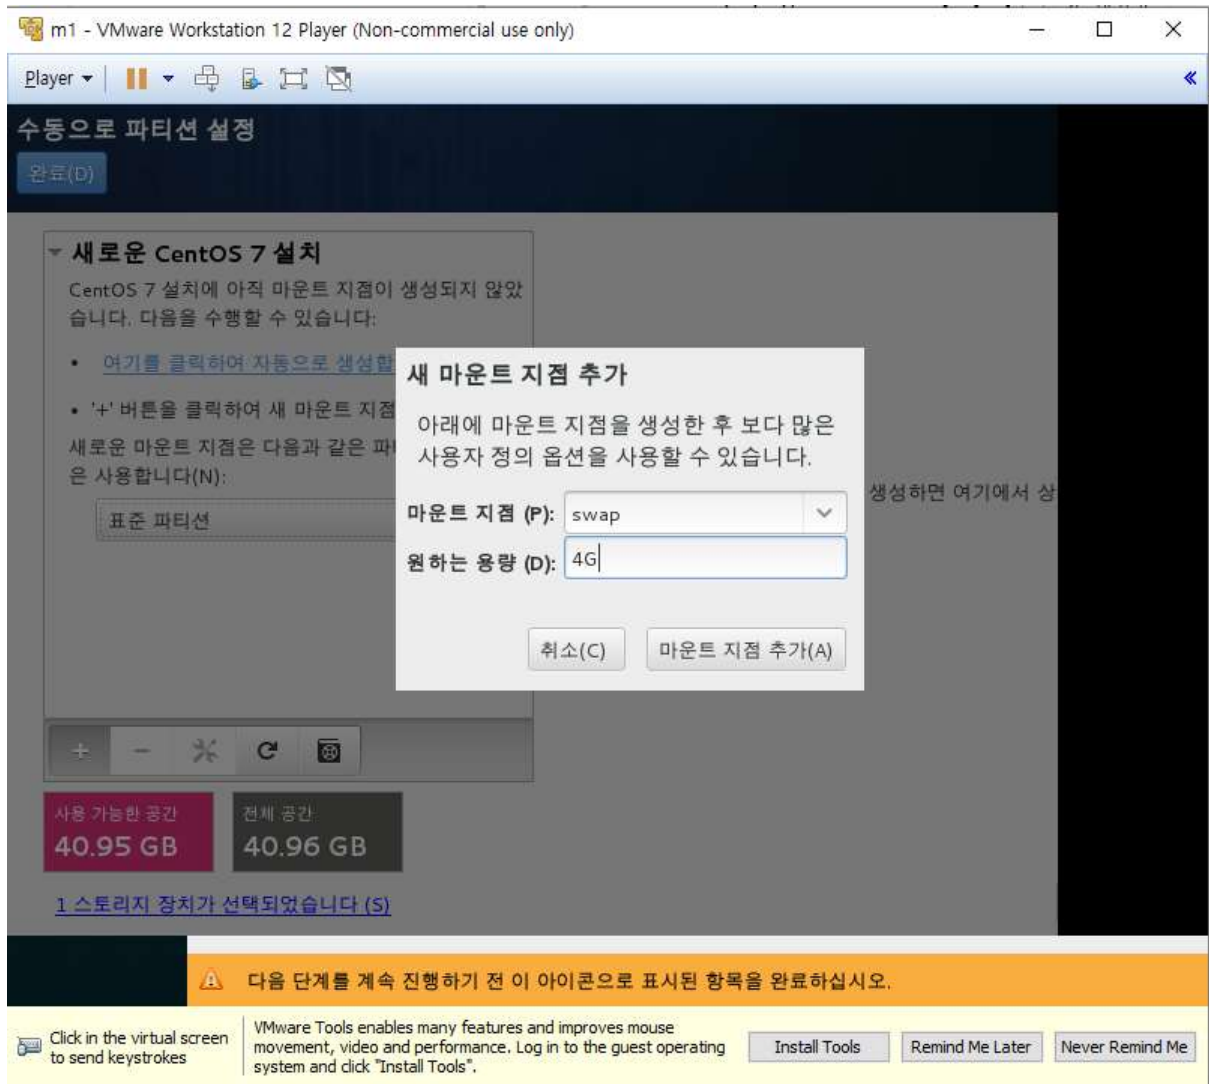 m1 - VMware Workstation 12 Player (Non-commercial use only)
Player
수동으로 파티션 설정
완료(D)
새로운 CentOS 7 설치
CentOS 7 설치에 아직 마운트 지점이 생성되지 않았
습니다. 다음을 수행할 수 있습니다:
• 여기를 클릭하여 자동으로 생성합
• '+' 버튼을 클릭하여 새 마운트 지점
새로운 마운트 지점은 다음과 같은 파
은 사용합니다(N):
표준 파티션
새 마운트 지점 추가
아래에 마운트 지점을 생성한 후 보다 많은
사용자 정의 옵션을 사용할 수 있습니다.
마운트 지점 (P): swap
원하는 용량 (D): 4G
취소(C) 마운트 지점 추가(A)
생성하면 여기에서 상
사용 가능한 공간
40.95 GB
전체 공간
40.96 GB
1 스토리지 장치가 선택되었습니다 (S)
다음 단계를 계속 진행하기 전 이 아이콘으로 표시된 항목을 완료하십시오.
Click in the virtual screen
to send keystrokes
VMware Tools enables many features and improves mouse
movement, video and performance. Log in to the guest operating
system and click "Install Tools".
Install Tools Remind Me Later Never Remind Me